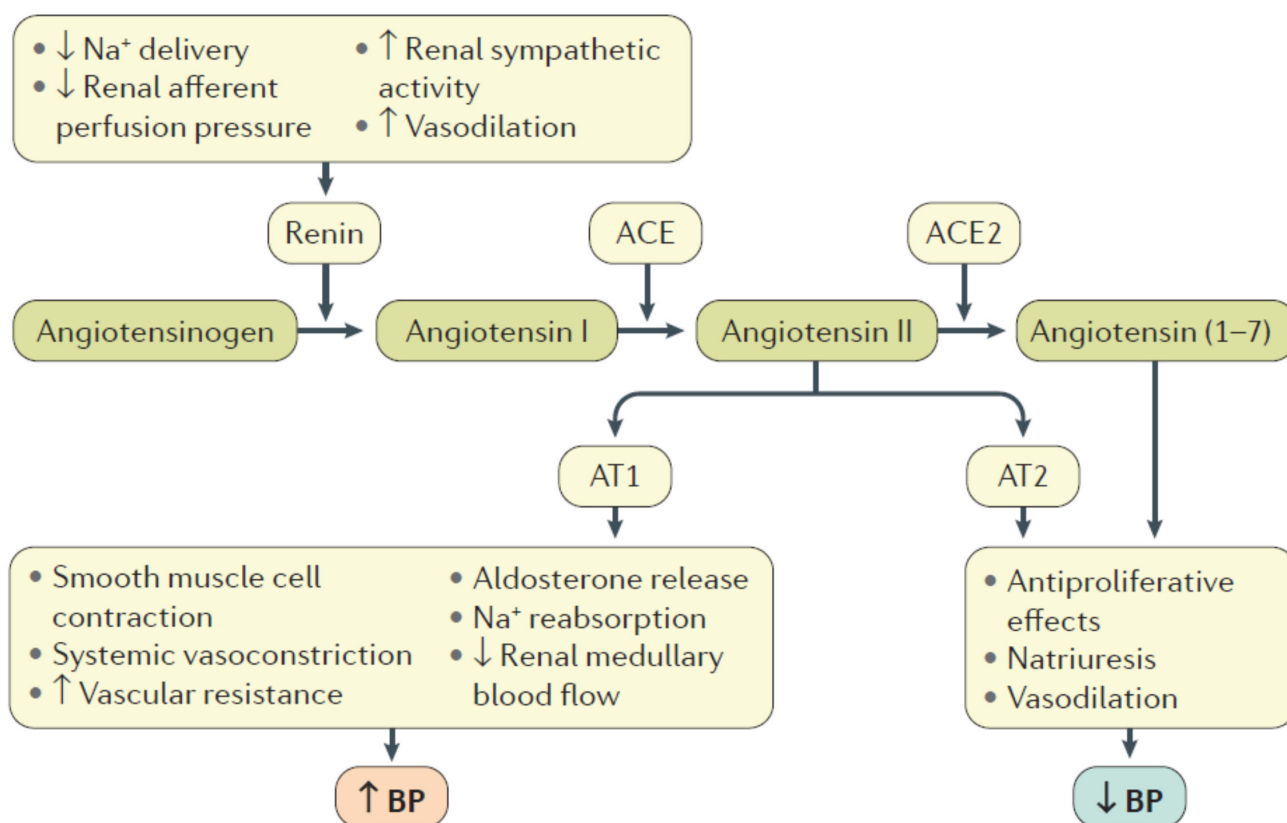 • ↓ Na⁺ delivery
• ↓ Renal afferent
perfusion pressure
• ↑ Renal sympathetic
activity
• ↑ Vasodilation
Renin
ACE
ACE2
Angiotensinogen
Angiotensin I
Angiotensin II
Angiotensin (1–7)
AT1
AT2
• Smooth muscle cell
contraction
• Systemic vasoconstriction
• ↑ Vascular resistance
• Aldosterone release
• Na⁺ reabsorption
• ↓ Renal medullary
blood flow
• Antiproliferative
effects
• Natriuresis
• Vasodilation
↑ BP
↓ BP